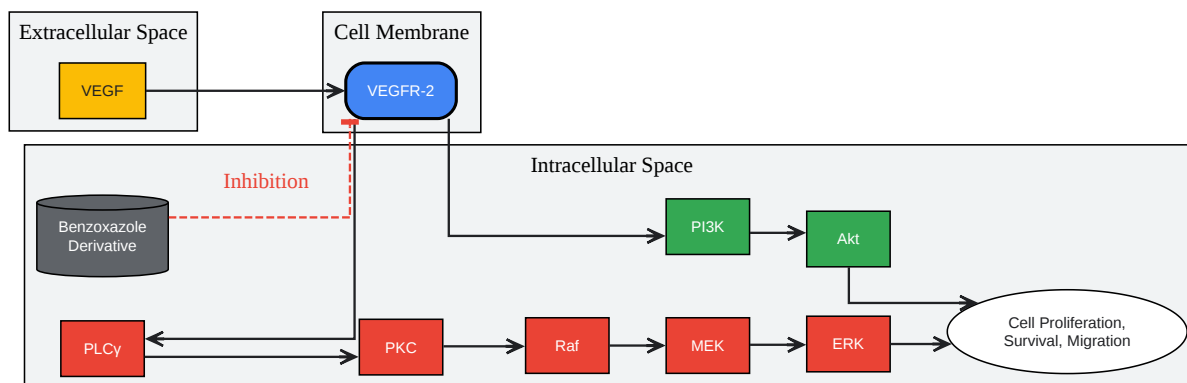 Extracellular Space
Cell Membrane
VEGF
VEGFR-2
Intracellular Space
Inhibition
Benzoxazole
Derivative
PI3K
Akt
PLCγ
PKC
Raf
MEK
ERK
Cell Proliferation,
Survival, Migration